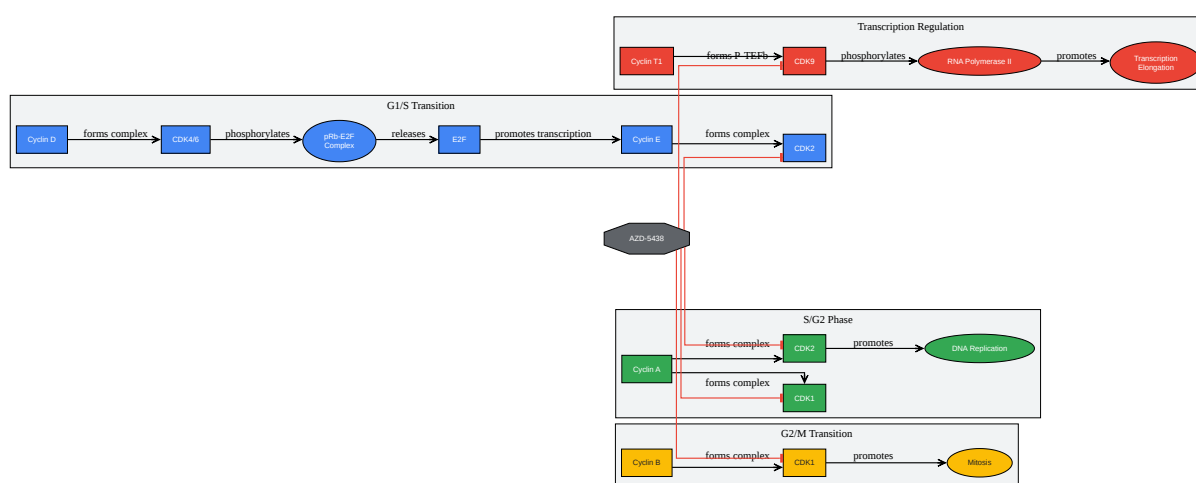 Transcription Regulation
Cyclin T1
forms P-TEFb
CDK9
phosphorylates
RNA Polymerase II
promotes
Transcription
Elongation
G1/S Transition
Cyclin D
forms complex
CDK4/6
phosphorylates
pRb-E2F
Complex
releases
E2F
promotes transcription
Cyclin E
forms complex
CDK2
AZD-5438
S/G2 Phase
Cyclin A
forms complex
CDK2
promotes
DNA Replication
forms complex
CDK1
G2/M Transition
Cyclin B
forms complex
CDK1
promotes
Mitosis